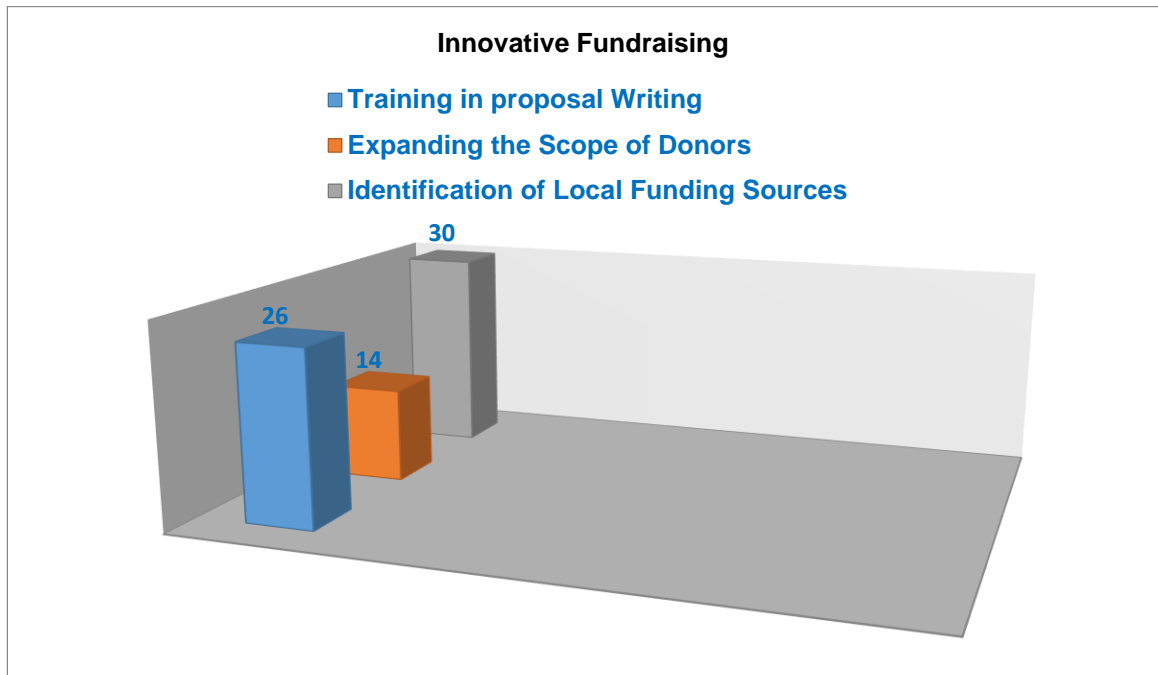 Innovative Fundraising
Training in proposal Writing
Expanding the Scope of Donors
Identification of Local Funding Sources
30
26
14